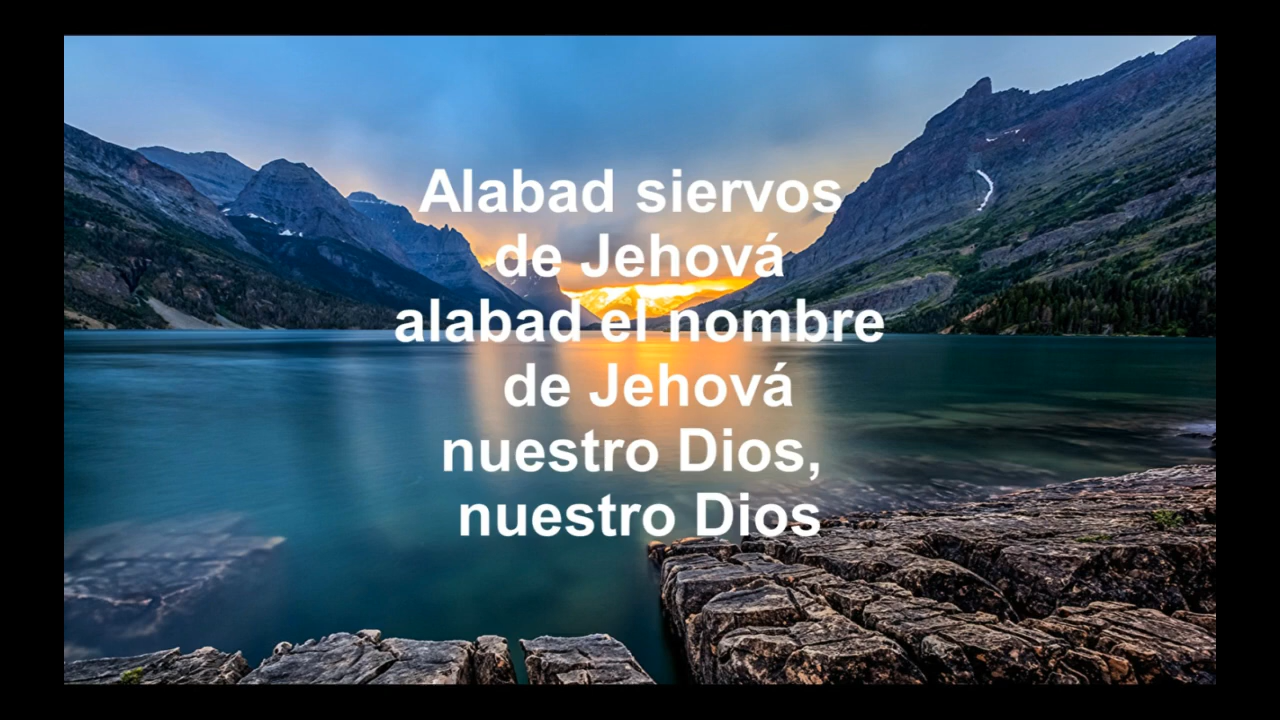 Alabad siervos
de Jehová
alabad el nombre
de Jehová
nuestro Dios,
nuestro Dios